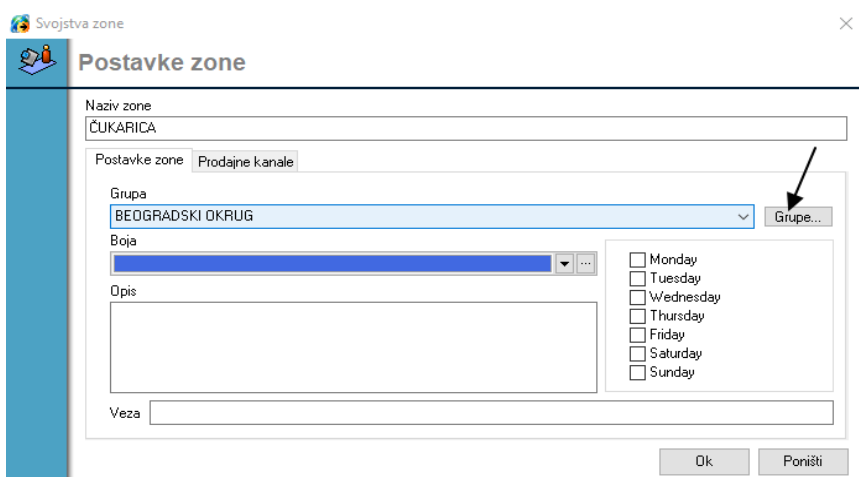 Svojstva zone
Postavke zone
Naziv zone
ČUKARICA
Postavke zone Prodajne kanale
Grupa
BEOGRADSKI OKRUG Grupe...
Boja
...
Opis
Monday
Tuesday
Wednesday
Thursday
Friday
Saturday
Sunday
Veza
Ok Poništi